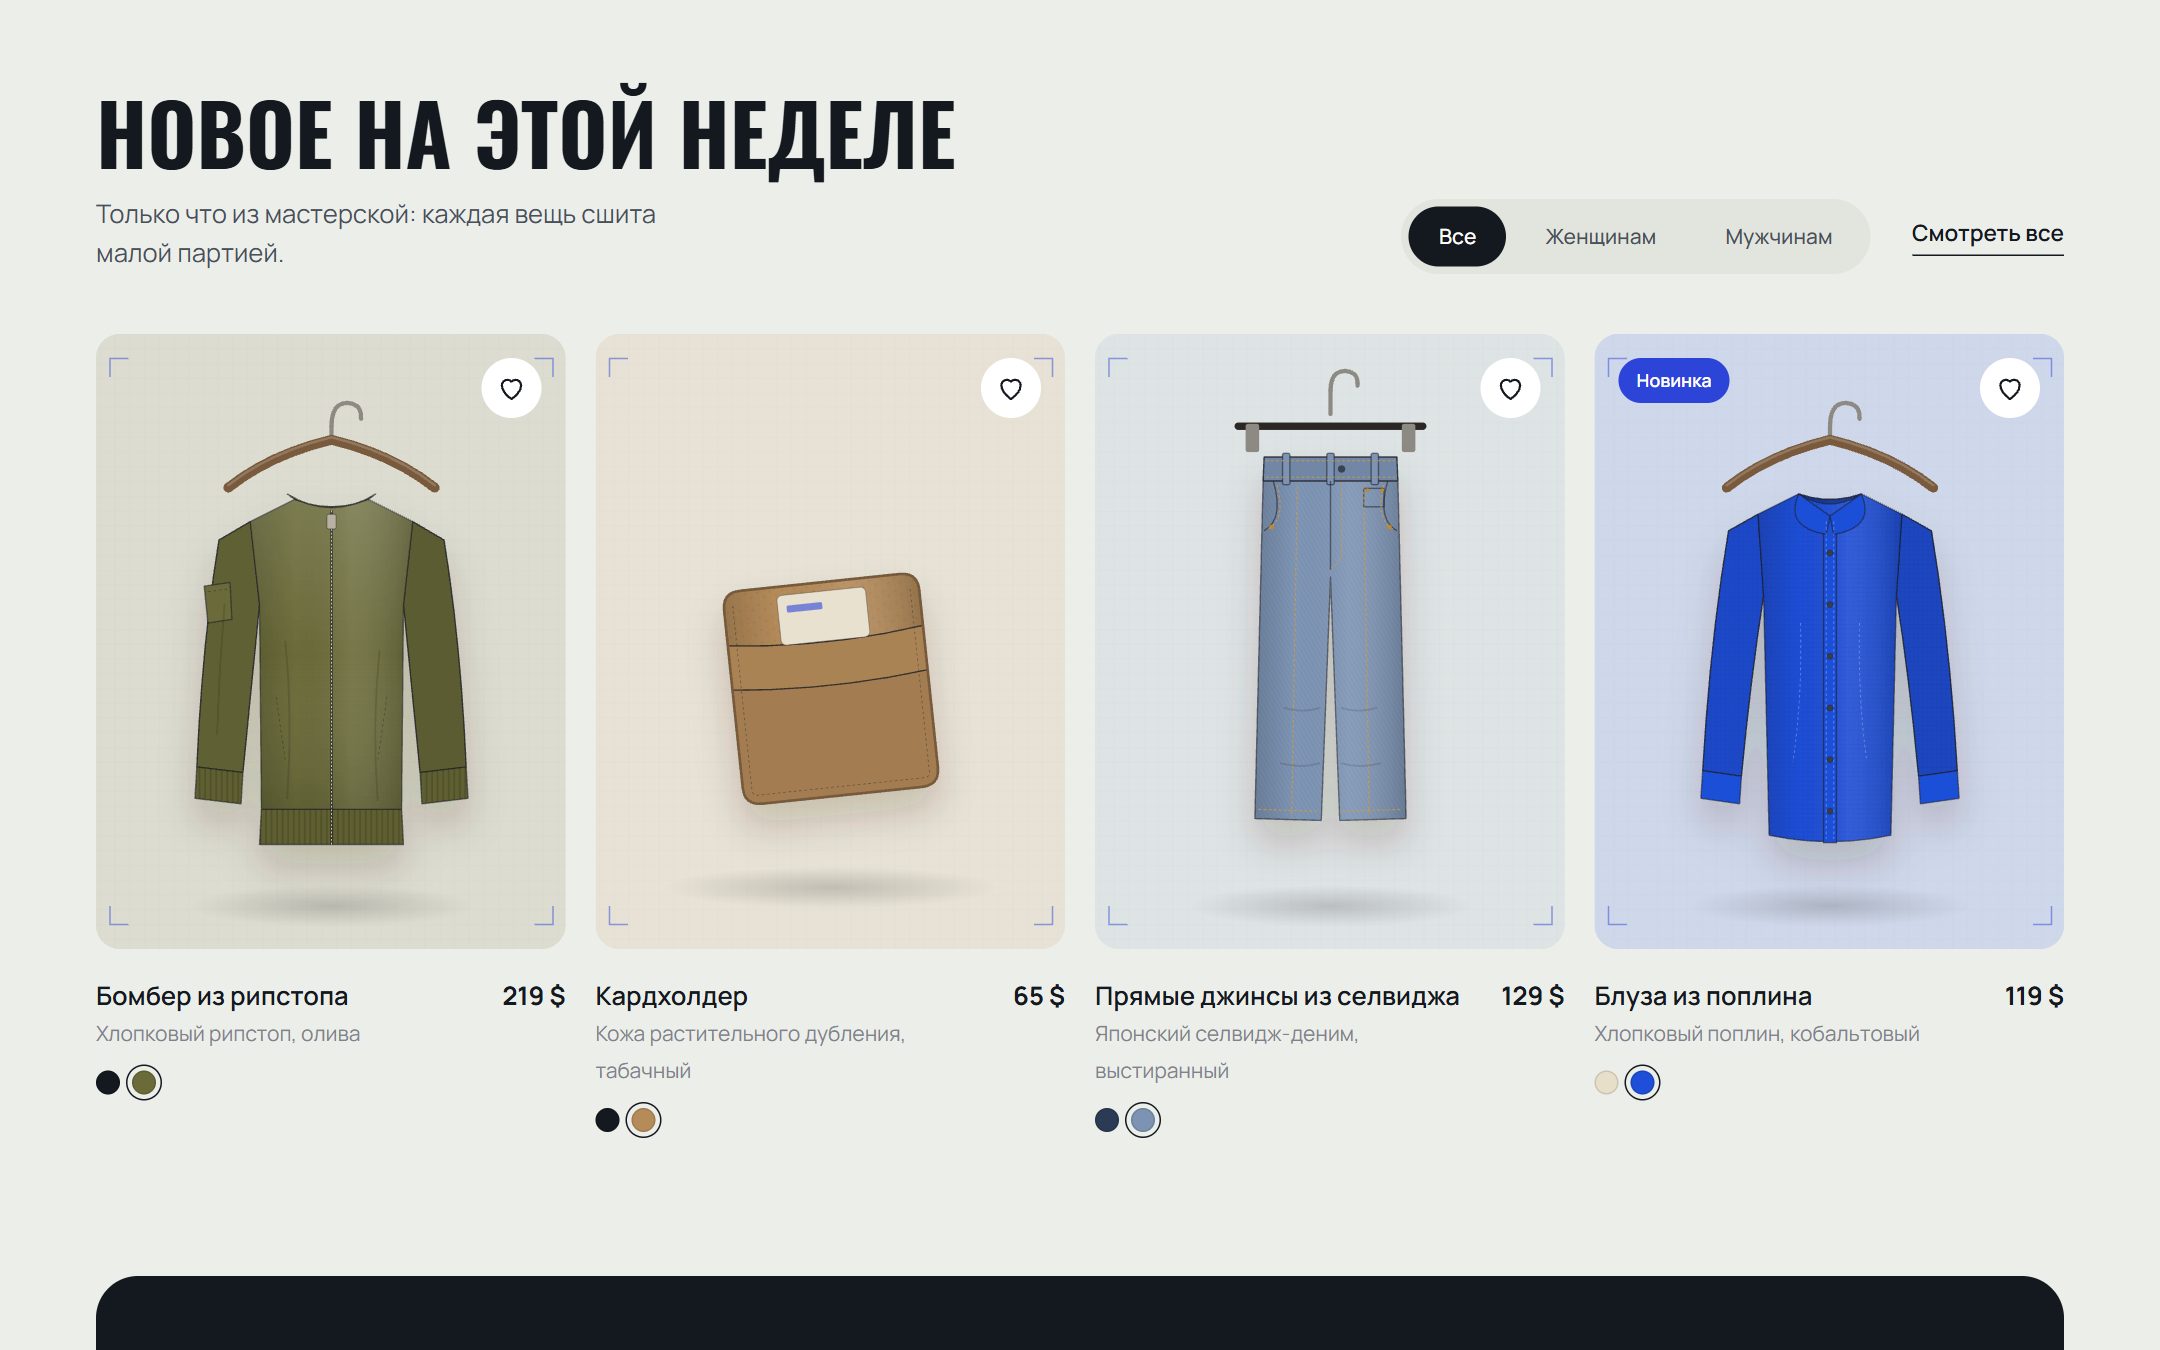 НОВОЕ НА ЭТОЙ НЕДЕЛЕ
Только что из мастерской: каждая вещь сшита
малой партией.
Все
Женщинам
Мужчинам
Смотреть все
Новинка
Бомбер из рипстопа
219 $
Хлопковый рипстоп, олива
Кардхолдер
65 $
Кожа растительного дубления,
табачный
Прямые джинсы из селвиджа
129 $
Японский селвидж-деним,
выстиранный
Блуза из поплина
119 $
Хлопковый поплин, кобальтовый